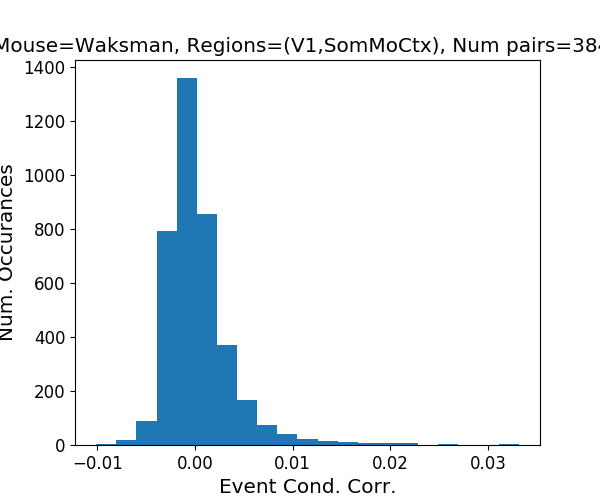 Mouse=Waksman, Regions=(V1,SomMoCtx), Num pairs=384
1400
1200
1000
800
600
400
200
0
Num. Occurances
−0.01 0.00 0.01 0.02 0.03
Event Cond. Corr.